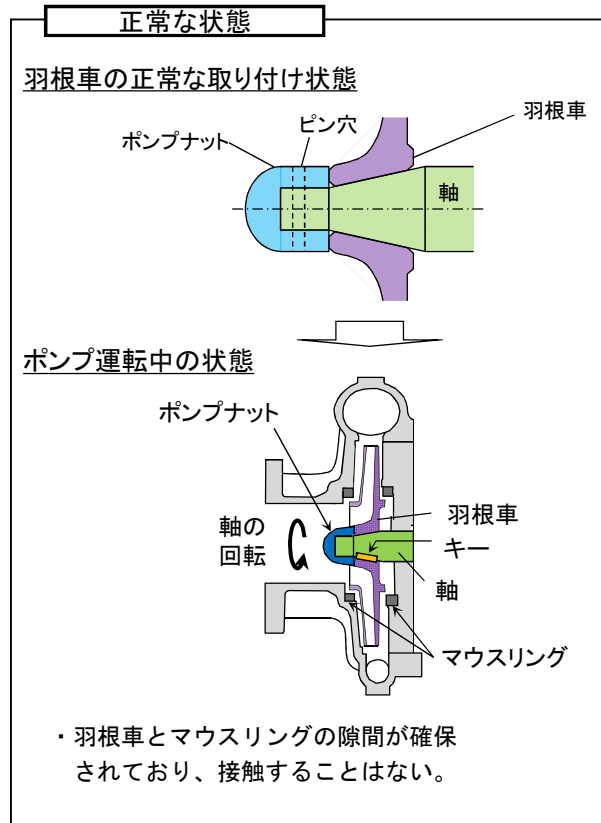 正常な状態
羽根車の正常な取り付け状態
ピン穴
羽根車
ポンプナット
軸
ポンプ運転中の状態
ポンプナット
羽根車
軸の
回転
キー
軸
マウスリング
・羽根車とマウスリングの隙間が確保
されており、接触することはない。